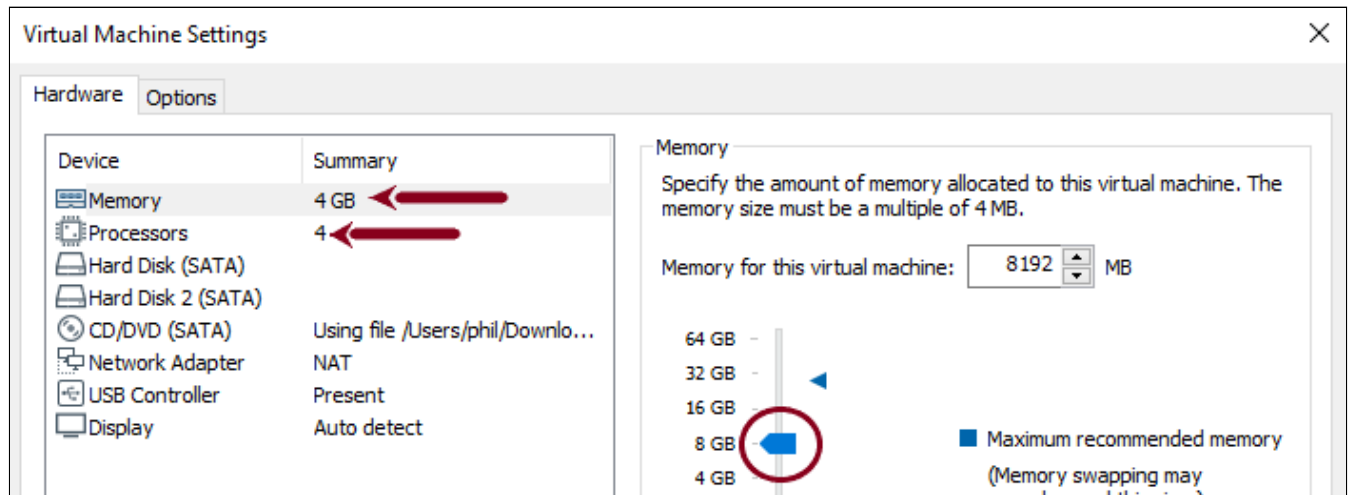 Virtual Machine Settings
Hardware Options
Device Summary
Memory 4 GB
Processors 4
Hard Disk (SATA)
Hard Disk 2 (SATA)
CD/DVD (SATA) Using file /Users/phil/Downlo...
Network Adapter NAT
USB Controller Present
Display Auto detect
Memory
Specify the amount of memory allocated to this virtual machine. The
memory size must be a multiple of 4 MB.
Memory for this virtual machine: 8192 MB
64 GB
32 GB
16 GB
8 GB
Maximum recommended memory
4 GB
(Memory swapping may